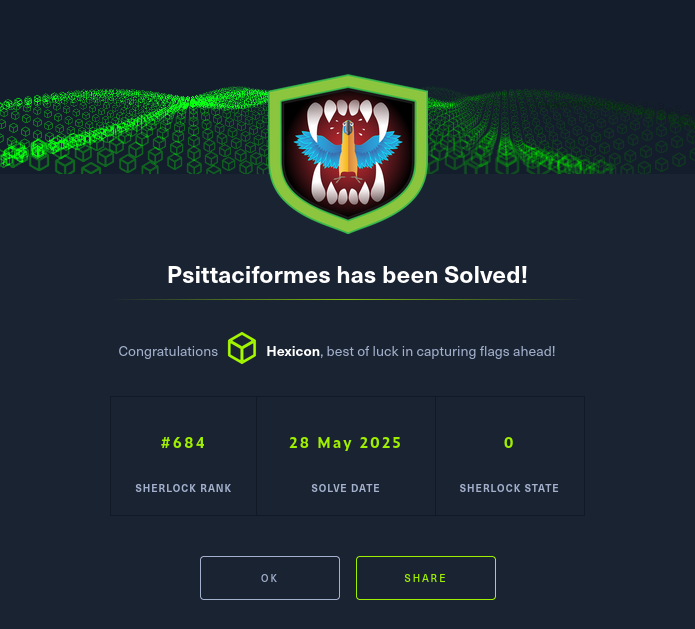 Psittaciformes has been Solved!
Congratulations Hexicon, best of luck in capturing flags ahead!
#684 28 May 2025 0
SHERLOCK RANK SOLVE DATE SHERLOCK STATE
OK SHARE